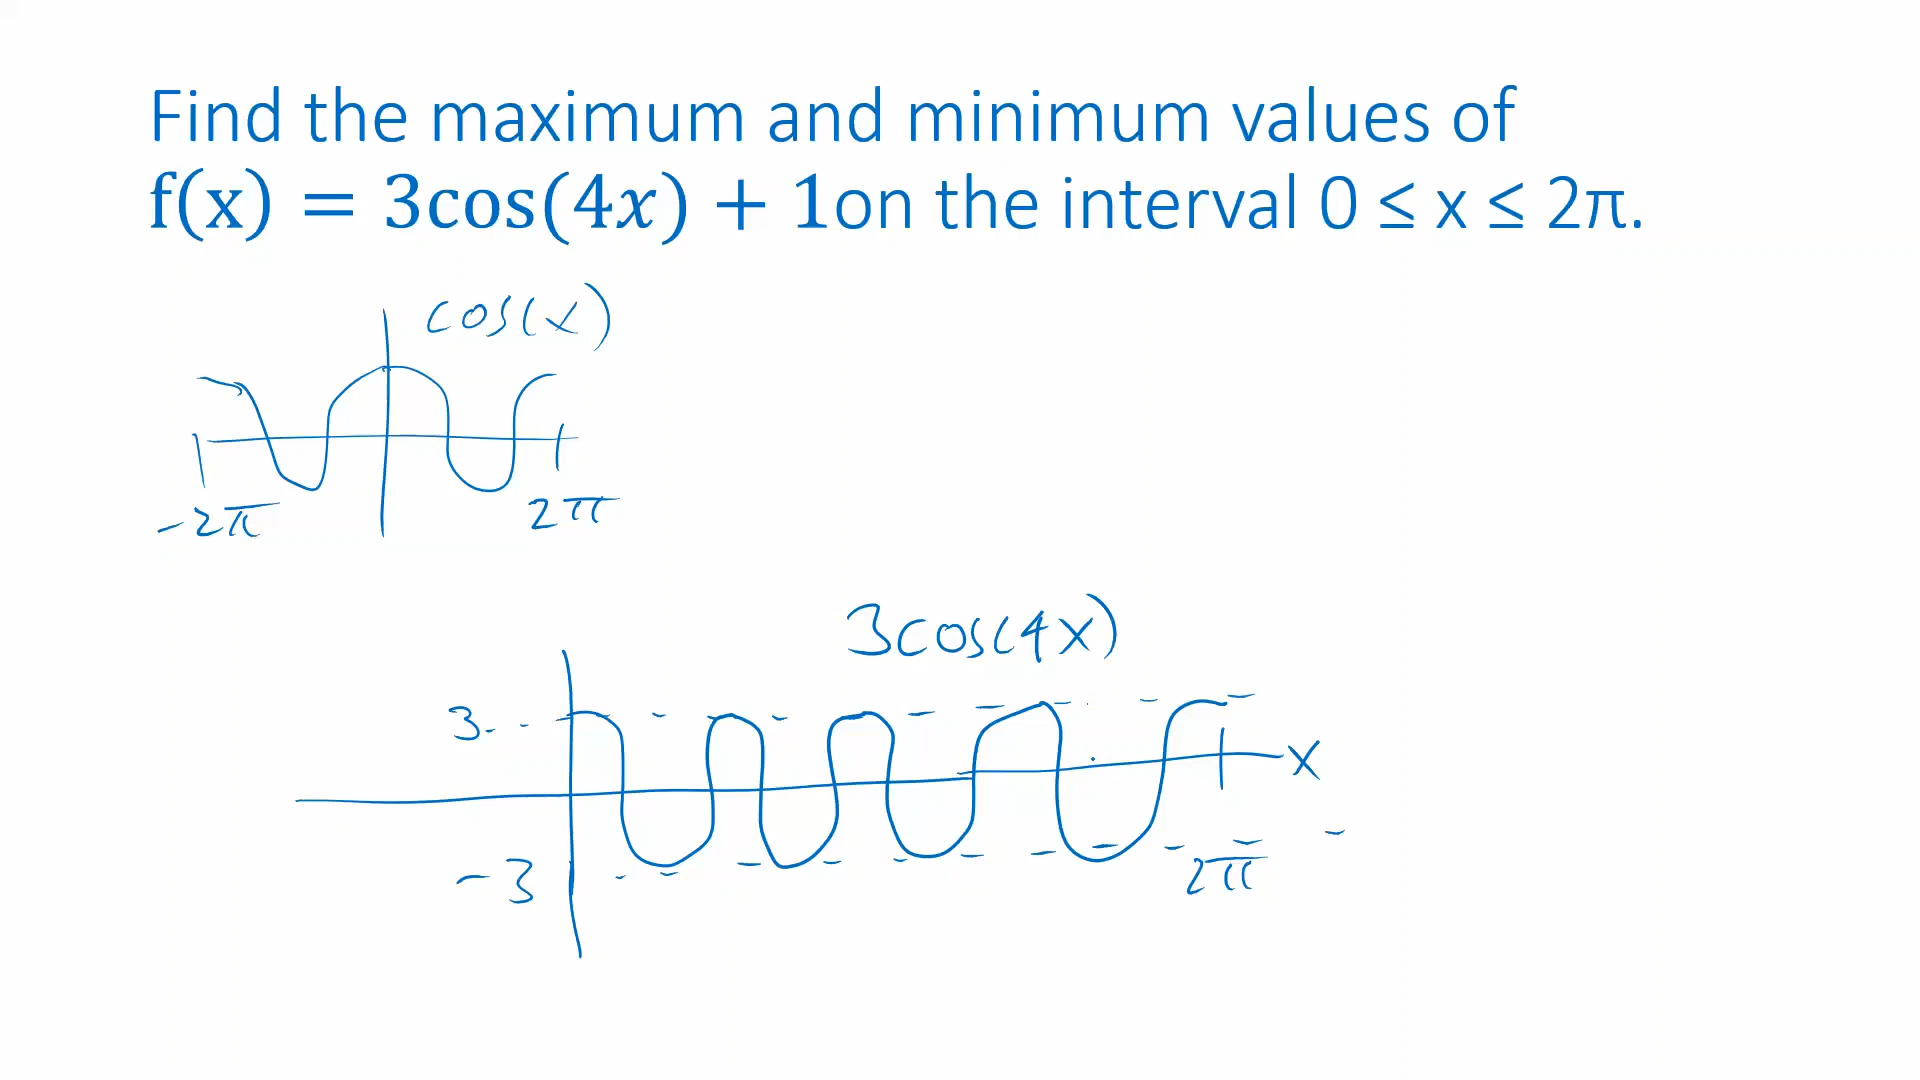 Find the maximum and minimum values of
f(x) = 3cos(4x) + 1on the interval 0 ≤ x ≤ 2π.
cos(x)
-2π
2π
3cos(4x)
3
x
-3
2π